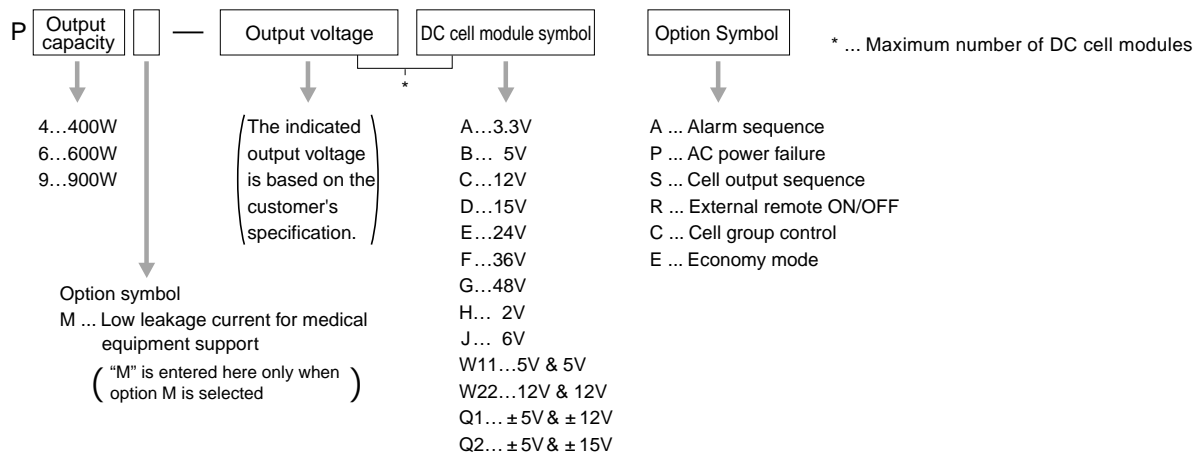 P Output capacity — Output voltage DC cell module symbol Option Symbol * ... Maximum number of DC cell modules
*
4…400W
6…600W
9…900W
Option symbol
M ... Low leakage current for medical
equipment support
( “M” is entered here only when
option M is selected )
(The indicated
output voltage
is based on the
customer's
specification.)
A…3.3V
B… 5V
C…12V
D…15V
E…24V
F…36V
G…48V
H… 2V
J… 6V
W11…5V & 5V
W22…12V & 12V
Q1… ±5V & ±12V
Q2… ±5V & ±15V
A ... Alarm sequence
P ... AC power failure
S ... Cell output sequence
R ... External remote ON/OFF
C ... Cell group control
E ... Economy mode